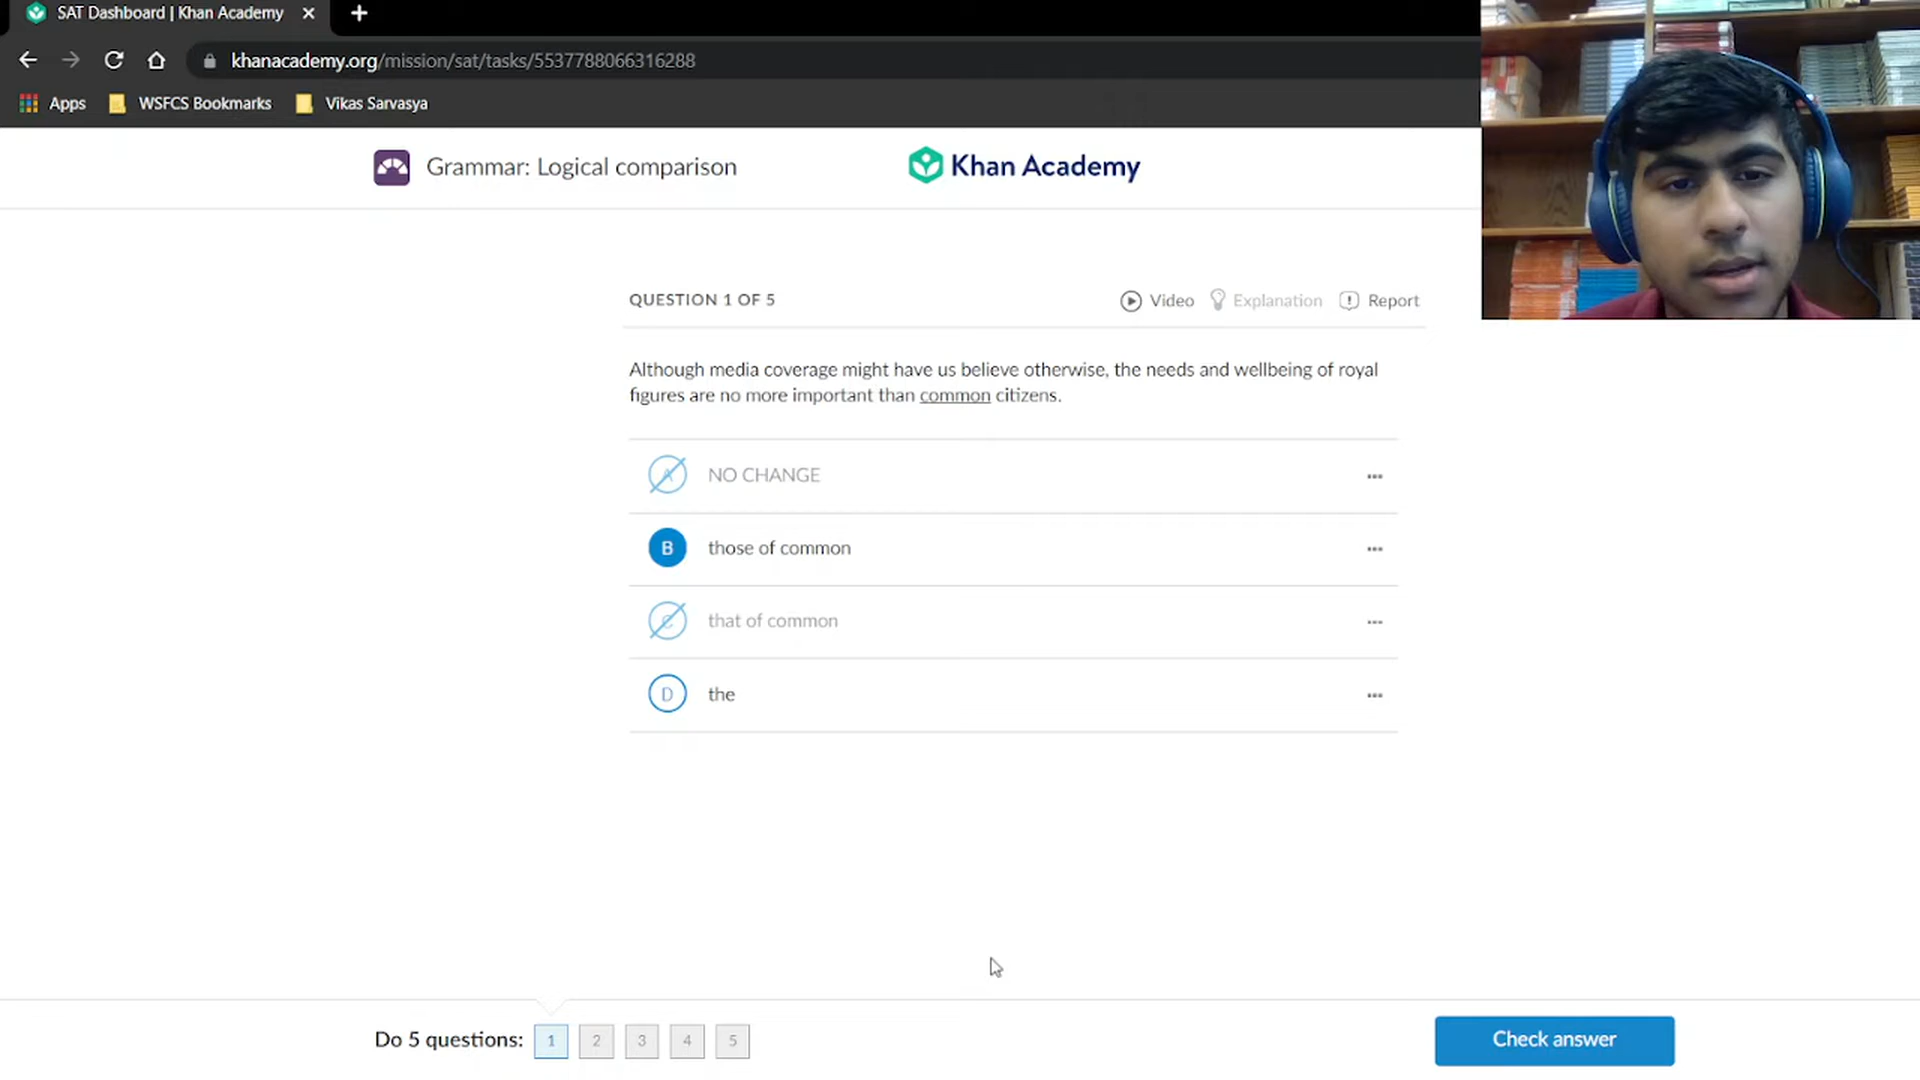 SAT Dashboard | Khan Academy
khanacademy.org/mission/sat/tasks/5537788066316288
Apps WSFCS Bookmarks Vikas Sarvasya
Grammar: Logical comparison
Khan Academy
QUESTION 1 OF 5
Video Explanation Report
Although media coverage might have us believe otherwise, the needs and wellbeing of royal
figures are no more important than common citizens.
NO CHANGE
B those of common
that of common
D the
Do 5 questions: 1 2 3 4 5
Check answer